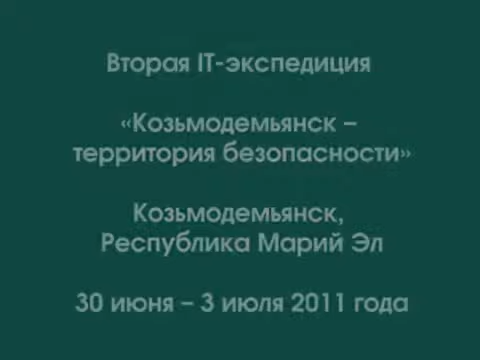 Вторая IT-экспедиция
«Козьмодемьянск –
территория безопасности»
Козьмодемьянск,
Республика Марий Эл
30 июня – 3 июля 2011 года